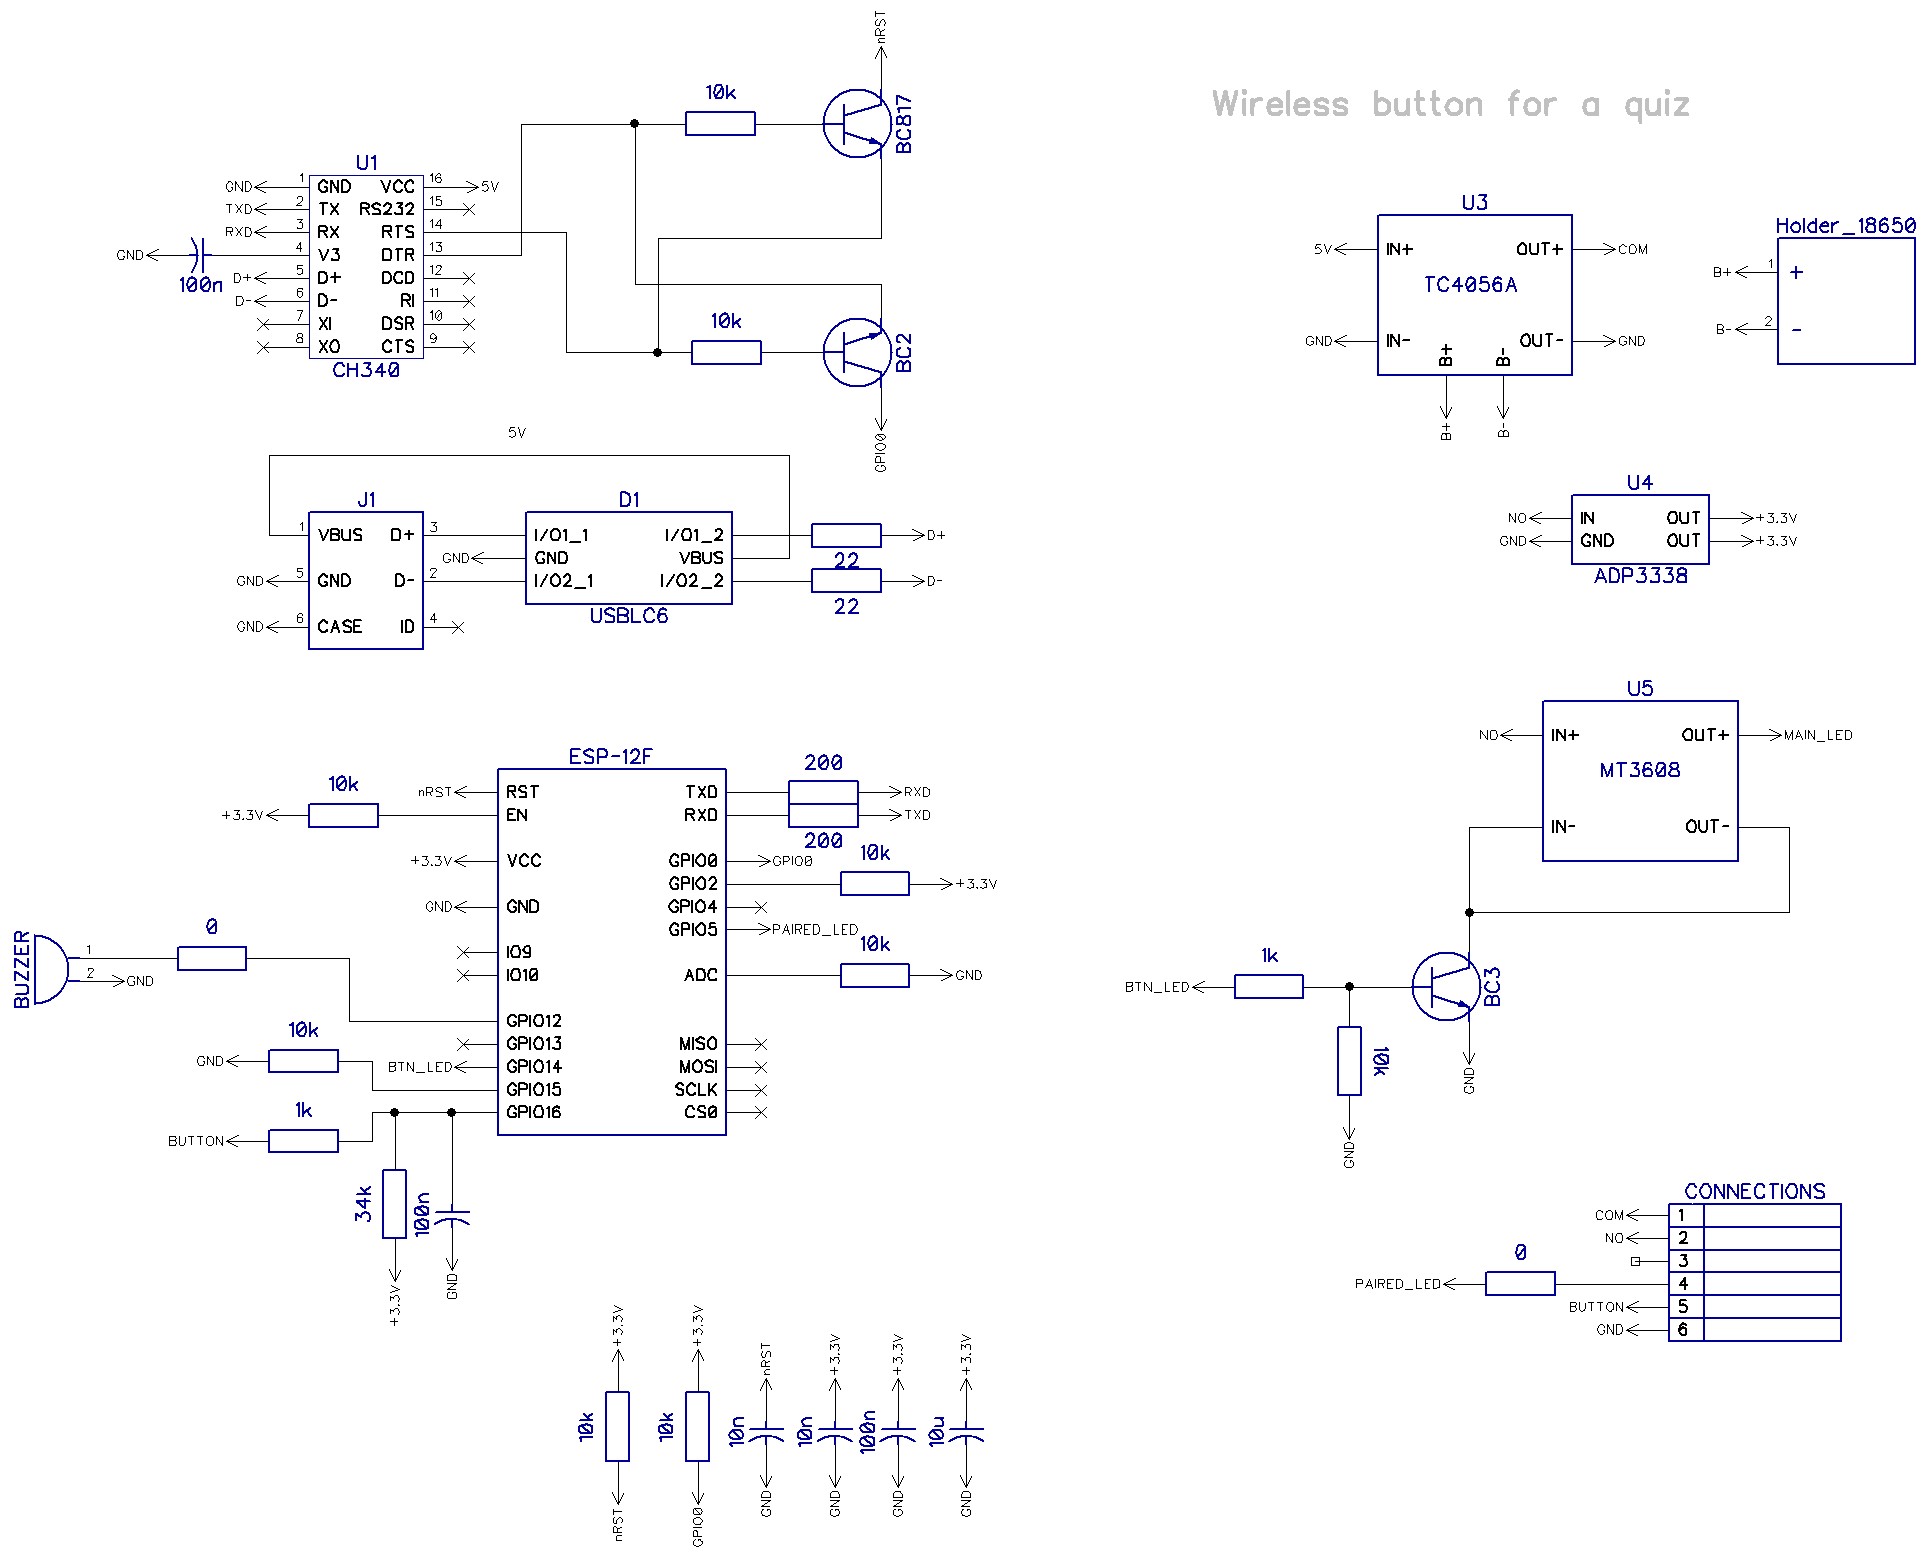 Wireless button for a quiz
nRST
10k
BC817
U1
GND 1 GND VCC 16 5V
TXD 2 TX RS232 15
RXD 3 RX RTS 14
GND 4 V3 DTR 13
100n
D+ 5 D+ DCD 12
D- 6 D- RI 11
7 XI DSR 10
8 XO CTS 9
CH340
10k
BC2
GPIO0
5V
J1
1 VBUS D+ 3
GND 5 GND D- 2
GND 6 CASE ID 4
D1
I/O1_1 I/O1_2
GND GND VBUS
I/O2_1 I/O2_2
USBLC6
22
D+
22
D-
U3
5V IN+ OUT+ COM
TC4056A
GND IN- OUT- GND
B+ B-
B+ B-
Holder_18650
B+ 1 +
B- 2 -
U4
NO IN OUT +3.3V
GND GND OUT +3.3V
ADP3338
U5
NO IN+ OUT+ MAIN_LED
MT3608
IN- OUT-
BTN_LED
1k
10k
GND
BC3
GND
ESP-12F
nRST RST TXD 200 RXD
+3.3V 10k EN RXD 200 TXD
+3.3V VCC GPIO0 GPIO0
GPIO2 10k +3.3V
GND GND GPIO4
GPIO5 PAIRED_LED
IO9
IO10 ADC 10k GND
BUZZER
1
2 GND
0
GPIO12
GPIO13 MISO
BTN_LED GPIO14 MOSI
GND 10k GPIO15 SCLK
GPIO16 CS0
BUTTON 1k
34k
+3.3V
100n
GND
CONNECTIONS
COM 1
NO 2
3
PAIRED_LED 0 4
BUTTON 5
GND 6
+3.3V
10k
nRST
+3.3V
10k
GPIO0
nRST
10n
GND
+3.3V
10n
GND
+3.3V
100n
GND
+3.3V
10u
GND